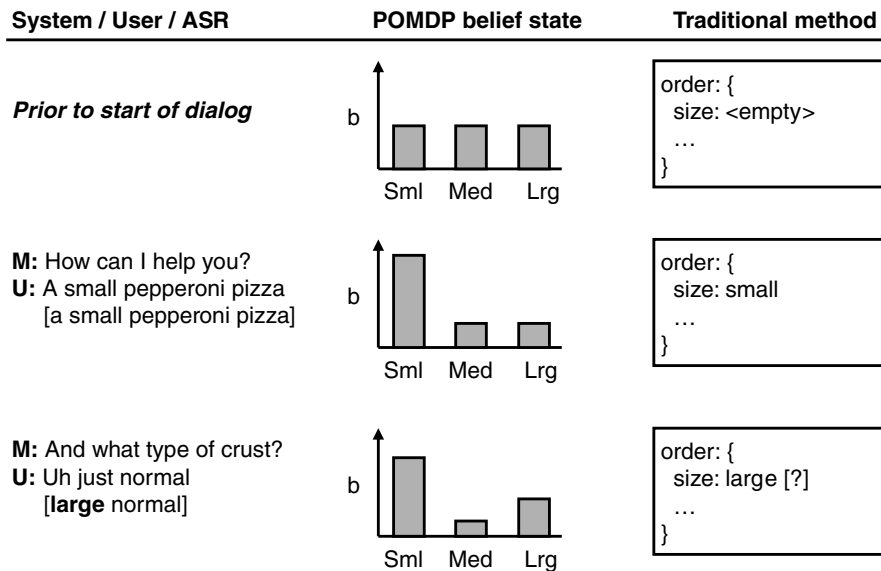 System / User / ASR POMDP belief state Traditional method
Prior to start of dialog
b
Sml Med Lrg
order: {
size: <empty>
…
}
M: How can I help you?
U: A small pepperoni pizza
[a small pepperoni pizza]
b
Sml Med Lrg
order: {
size: small
…
}
M: And what type of crust?
U: Uh just normal
[large normal]
b
Sml Med Lrg
order: {
size: large [?]
…
}